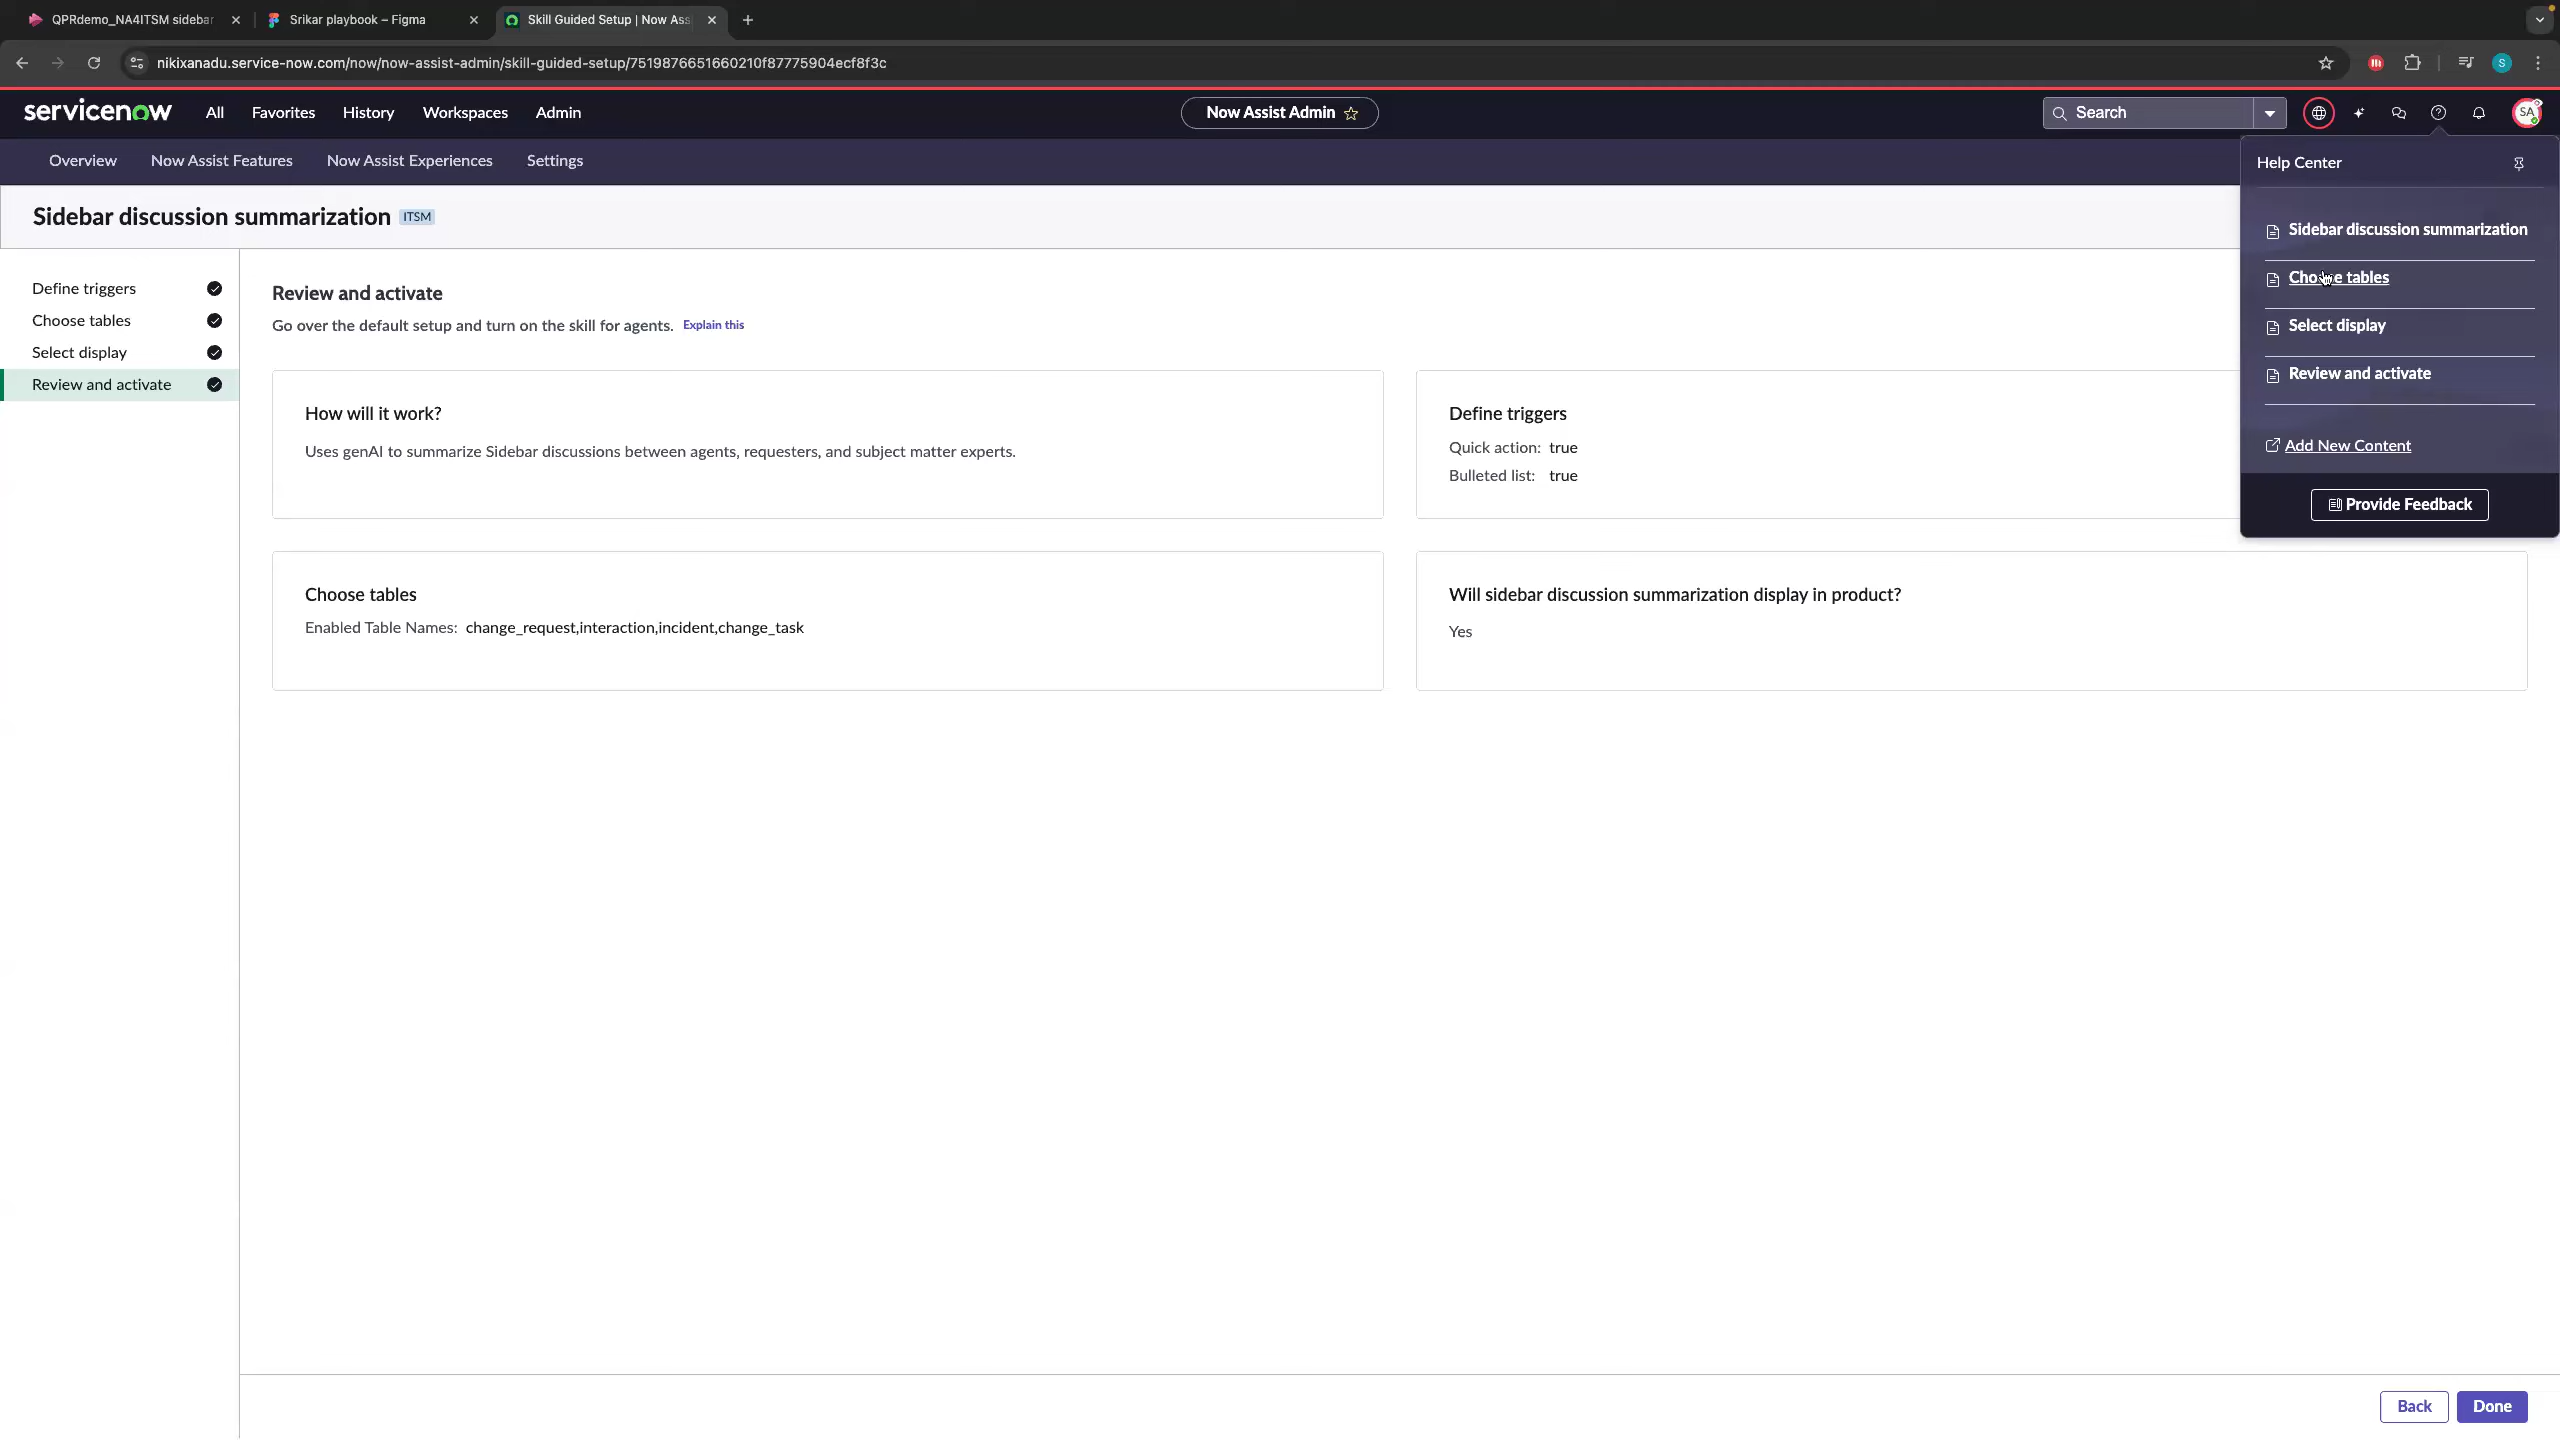 QPRdemo_NA4ITSM sidebar
Srikar playbook – Figma
Skill Guided Setup | Now Ass
nikixanadu.service-now.com/now/now-assist-admin/skill-guided-setup/7519876651660210f87775904ecf8f3c
S
servicenow
All
Favorites
History
Workspaces
Admin
Now Assist Admin
Search
SA
Overview
Now Assist Features
Now Assist Experiences
Settings
Help Center
Sidebar discussion summarization ITSM
Sidebar discussion summarization
Choose tables
Select display
Review and activate
Add New Content
Provide Feedback
Define triggers
Choose tables
Select display
Review and activate
Review and activate
Go over the default setup and turn on the skill for agents. Explain this
How will it work?
Uses genAI to summarize Sidebar discussions between agents, requesters, and subject matter experts.
Define triggers
Quick action: true
Bulleted list: true
Choose tables
Enabled Table Names: change_request,interaction,incident,change_task
Will sidebar discussion summarization display in product?
Yes
Back
Done